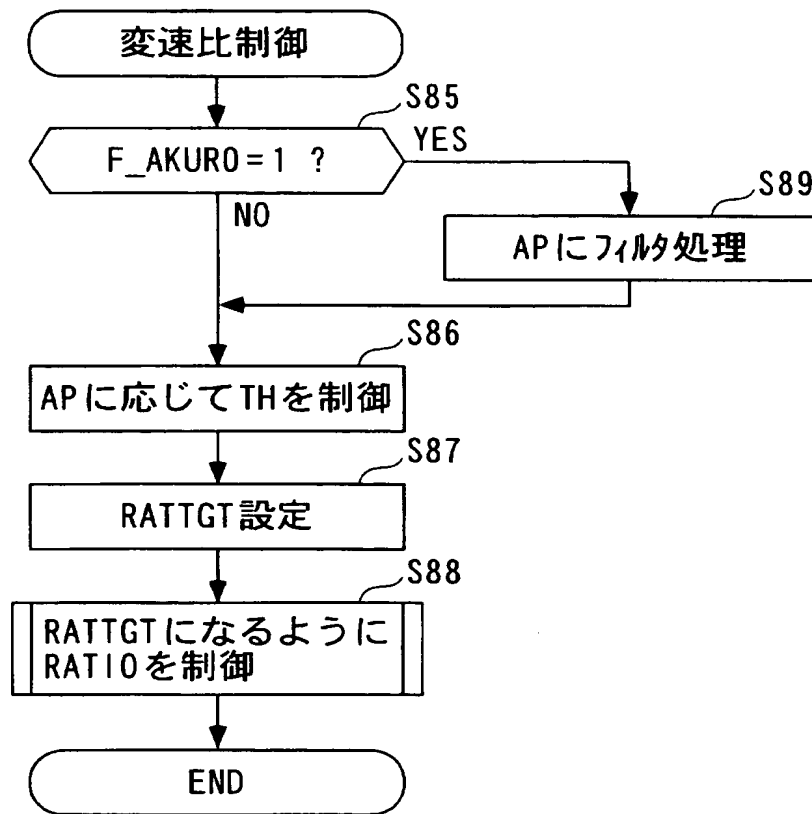 変速比制御
S85
F_AKURO=1 ?
YES
NO
S89
APにフィルタ処理
S86
APに応じてTHを制御
S87
RATTGT設定
S88
RATTGTになるように
RATIOを制御
END